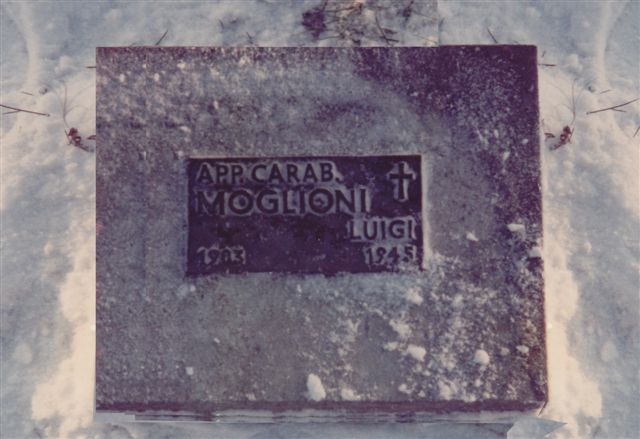 APP. CARAB.
MOGLIONI
LUIGI
1903 1945